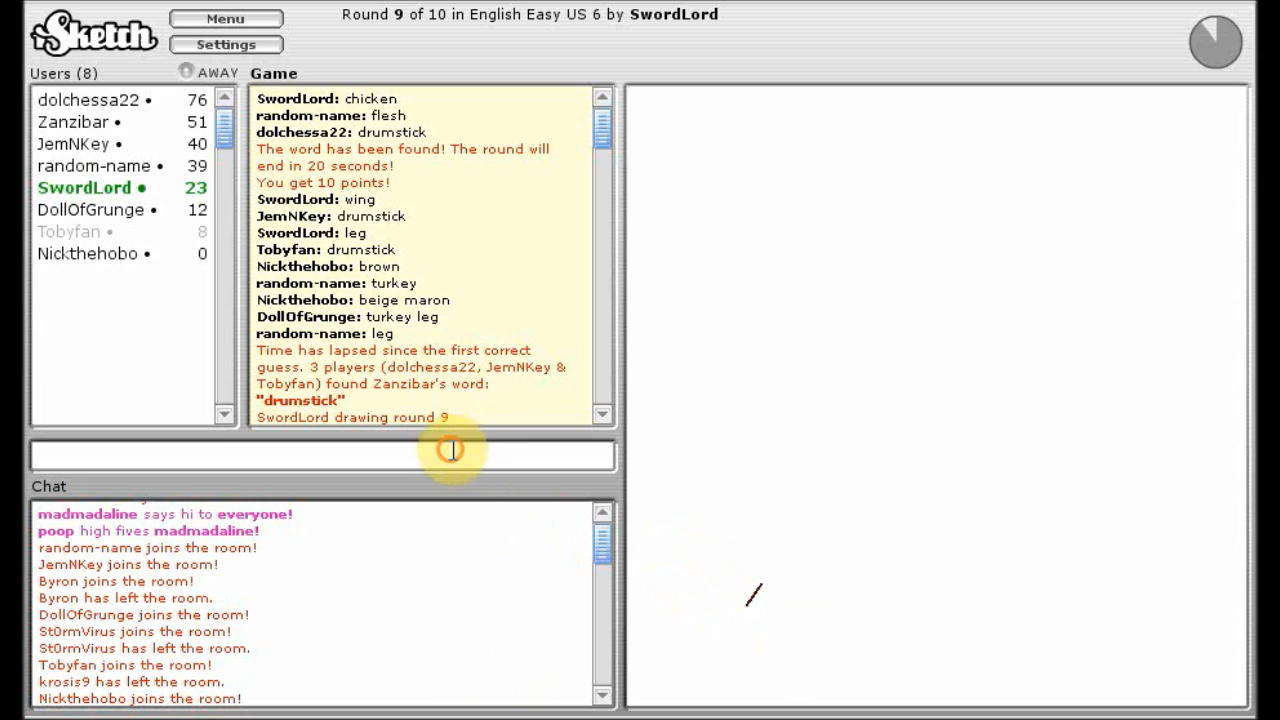 iSketch
Menu
Settings
Round 9 of 10 in English Easy US 6 by SwordLord
Users (8)
AWAY
dolchessa22 • 76
Zanzibar • 51
JemNKey • 40
random-name • 39
SwordLord • 23
DollOfGrunge • 12
Tobyfan • 8
Nickthehobo • 0
Game
SwordLord: chicken
random-name: flesh
dolchessa22: drumstick
The word has been found! The round will
end in 20 seconds!
You get 10 points!
SwordLord: wing
JemNKey: drumstick
SwordLord: leg
Tobyfan: drumstick
Nickthehobo: brown
random-name: turkey
Nickthehobo: beige maron
DollOfGrunge: turkey leg
random-name: leg
Time has lapsed since the first correct
guess. 3 players (dolchessa22, JemNKey &
Tobyfan) found Zanzibar's word:
"drumstick"
SwordLord drawing round 9
Chat
madmadaline says hi to everyone!
poop high fives madmadaline!
random-name joins the room!
JemNKey joins the room!
Byron joins the room!
Byron has left the room.
DollOfGrunge joins the room!
St0rmVirus joins the room!
St0rmVirus has left the room.
Tobyfan joins the room!
krosis9 has left the room.
Nickthehobo joins the room!